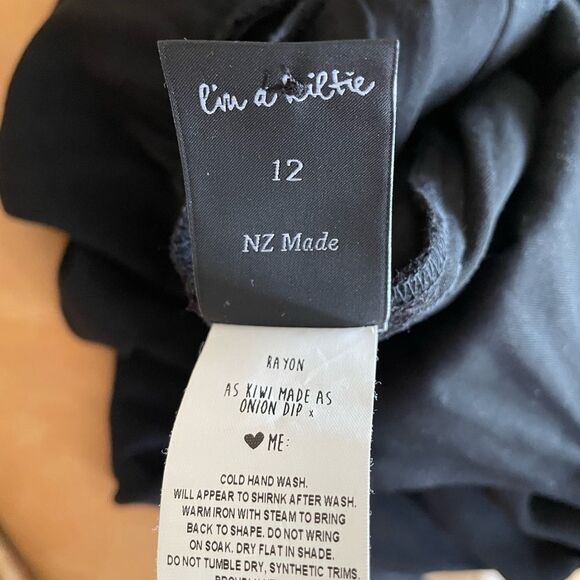 i'm a kiltie
12
NZ Made
RAYON
AS KIWI MADE AS
ONION DIP x
♥ ME:
COLD HAND WASH.
WILL APPEAR TO SHIRNK AFTER WASH.
WARM IRON WITH STEAM TO BRING
BACK TO SHAPE. DO NOT WRING
ON SOAK. DRY FLAT IN SHADE.
DO NOT TUMBLE DRY, SYNTHETIC TRIMS.